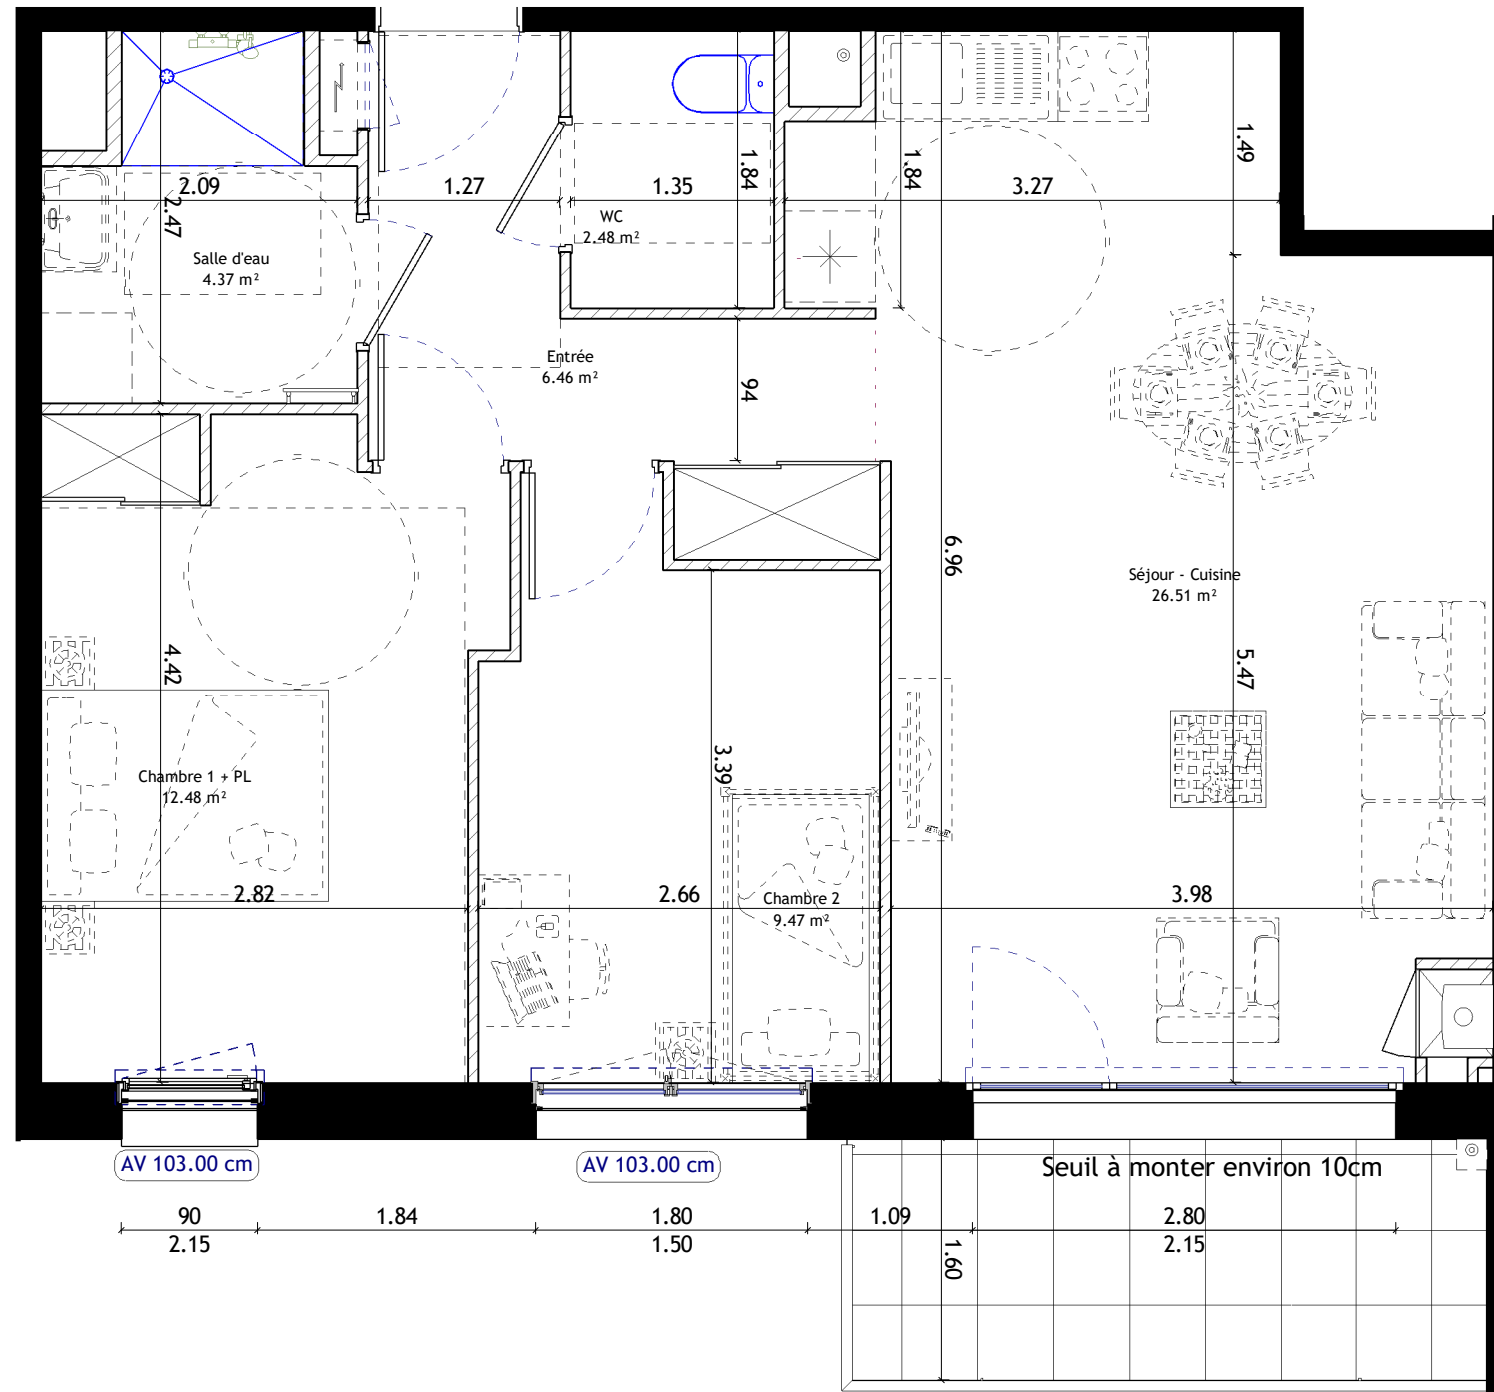 1.49
2.09
1.27
1.35
1.84
1.84
3.27
2.47
WC
2.48 m²
Salle d'eau
4.37 m²
Entrée
6.46 m²
94
6.96
Séjour - Cuisine
26.51 m²
4.42
5.47
3.39
Chambre 1 + PL
12.48 m²
2.82
2.66
Chambre 2
9.47 m²
3.98
AV 103.00 cm
AV 103.00 cm
Seuil à monter environ 10cm
90
1.84
1.80
1.09
2.80
2.15
1.50
2.15
1.60